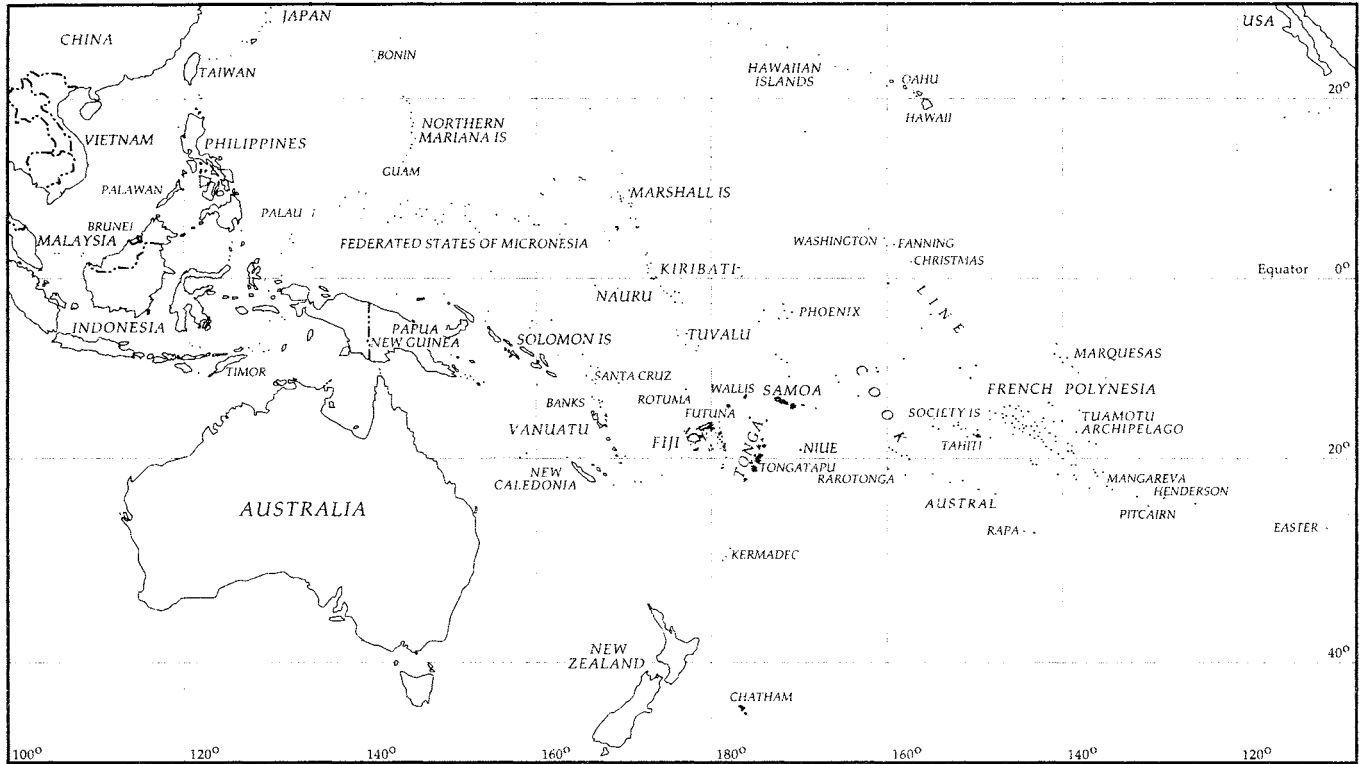 JAPAN
USA
CHINA
BONIN
TAIWAN
HAWAIIAN
ISLANDS
OAHU
20°
HAWAII
NORTHERN
MARIANA IS
VIETNAM
PHILIPPINES
GUAM
PALAWAN
MARSHALL IS
PALAU
BRUNEI
MALAYSIA
FEDERATED STATES OF MICRONESIA
WASHINGTON
FANNING
CHRISTMAS
KIRIBATI
Equator 0°
NAURU
LINE
PHOENIX
INDONESIA
PAPUA
NEW GUINEA
SOLOMON IS
TUVALU
MARQUESAS
TIMOR
SANTA CRUZ
COOK
WALLIS
SAMOA
FRENCH POLYNESIA
BANKS
ROTUMA
FUTUNA
SOCIETY IS
TUAMOTU
ARCHIPELAGO
VANUATU
FIJI
TONGA
NIUE
TAHITI
20°
NEW
CALEDONIA
TONGATAPU
RAROTONGA
MANGAREVA
HENDERSON
AUSTRALIA
AUSTRAL
PITCAIRN
RAPA
EASTER
KERMADEC
NEW
ZEALAND
40°
CHATHAM
100°
120°
140°
160°
180°
160°
140°
120°